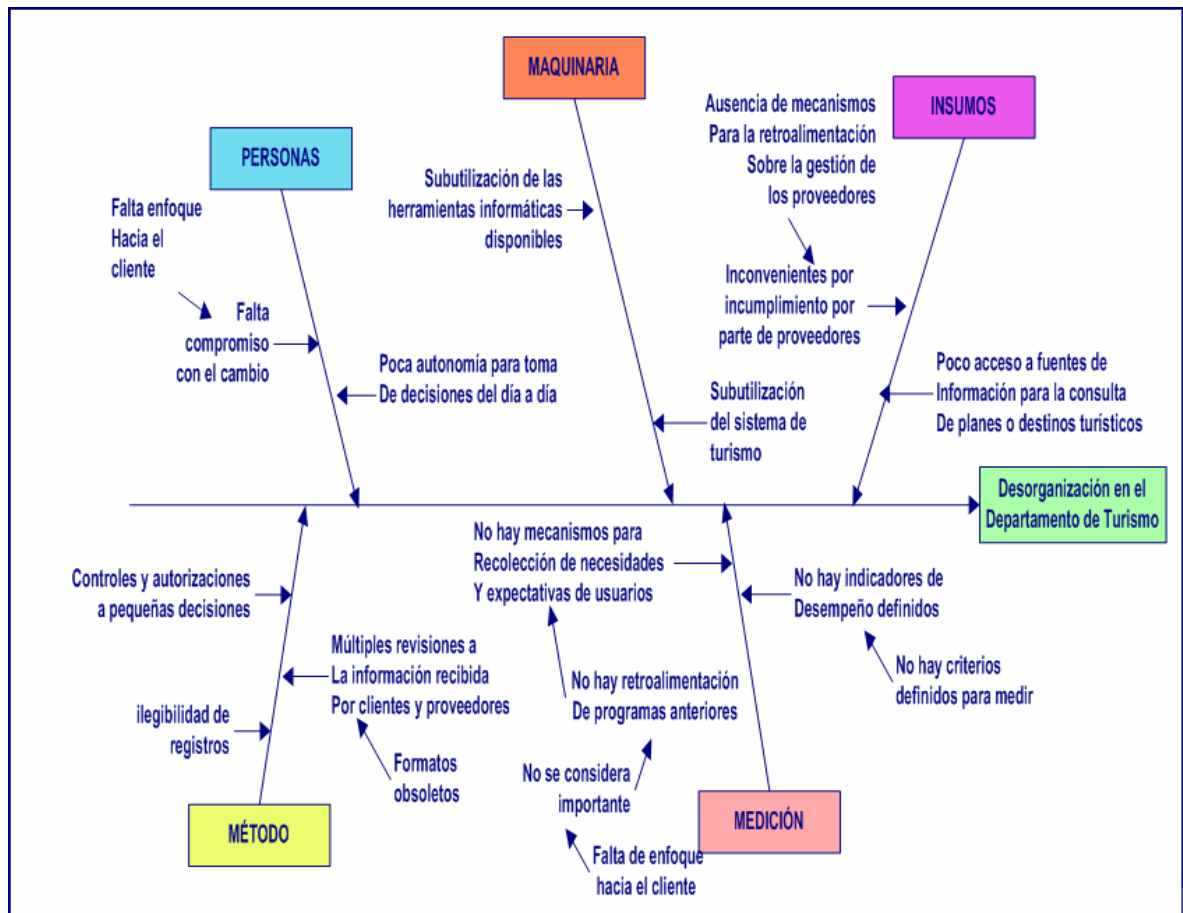 MAQUINARIA
INSUMOS
PERSONAS
Ausencia de mecanismos
Para la retroalimentación
Sobre la gestión de
los proveedores
Subutilización de las
herramientas informáticas
disponibles
Falta enfoque
Hacia el
cliente
Inconvenientes por
incumplimiento por
parte de proveedores
Falta
compromiso
con el cambio
Poca autonomía para toma
De decisiones del día a día
Subutilización
del sistema de
turismo
Poco acceso a fuentes de
Información para la consulta
De planes o destinos turísticos
Desorganización en el
Departamento de Turismo
No hay mecanismos para
Recolección de necesidades
Y expectativas de usuarios
Controles y autorizaciones
a pequeñas decisiones
No hay indicadores de
Desempeño definidos
Múltiples revisiones a
La información recibida
Por clientes y proveedores
No hay criterios
definidos para medir
No hay retroalimentación
De programas anteriores
ilegibilidad de
registros
Formatos
obsoletos
No se considera
importante
MÉTODO
MEDICIÓN
Falta de enfoque
hacia el cliente